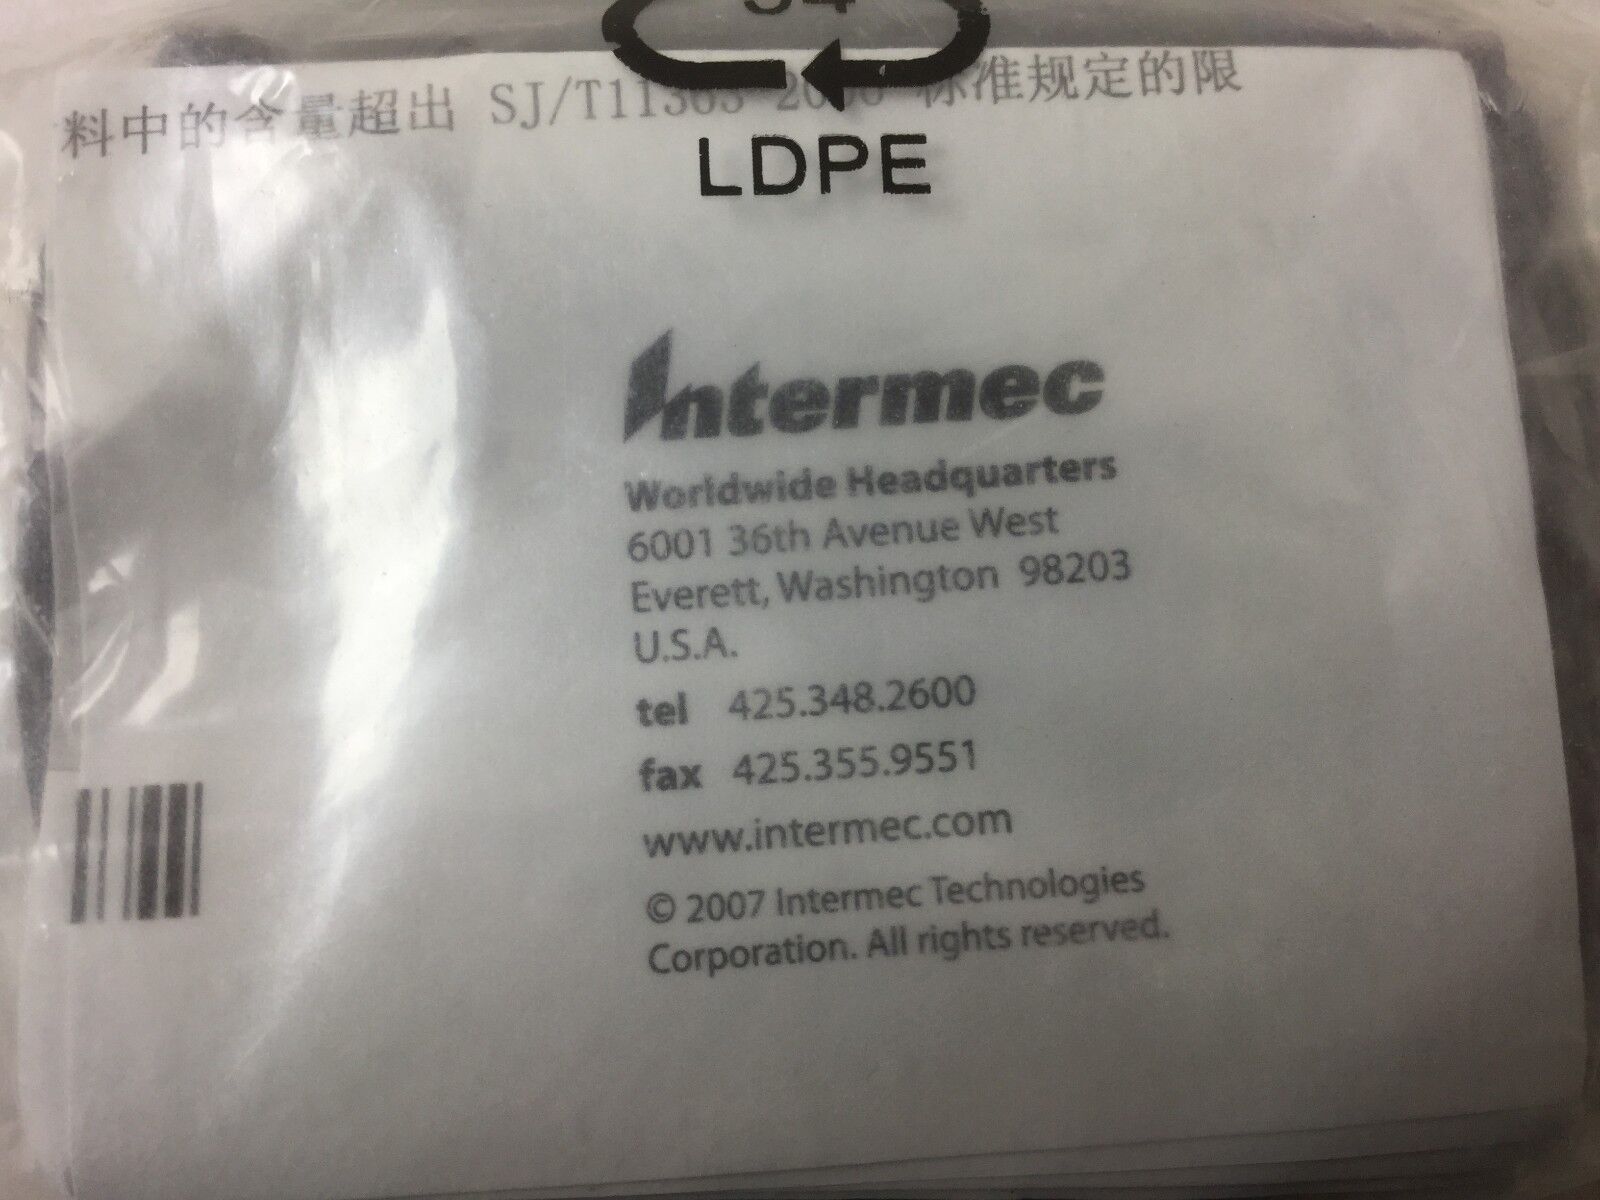 料中的含量超出 SJ/T11363-2006 标准规定的限
LDPE
Intermec
Worldwide Headquarters
6001 36th Avenue West
Everett, Washington 98203
U.S.A.
tel 425.348.2600
fax 425.355.9551
www.intermec.com
© 2007 Intermec Technologies
Corporation. All rights reserved.